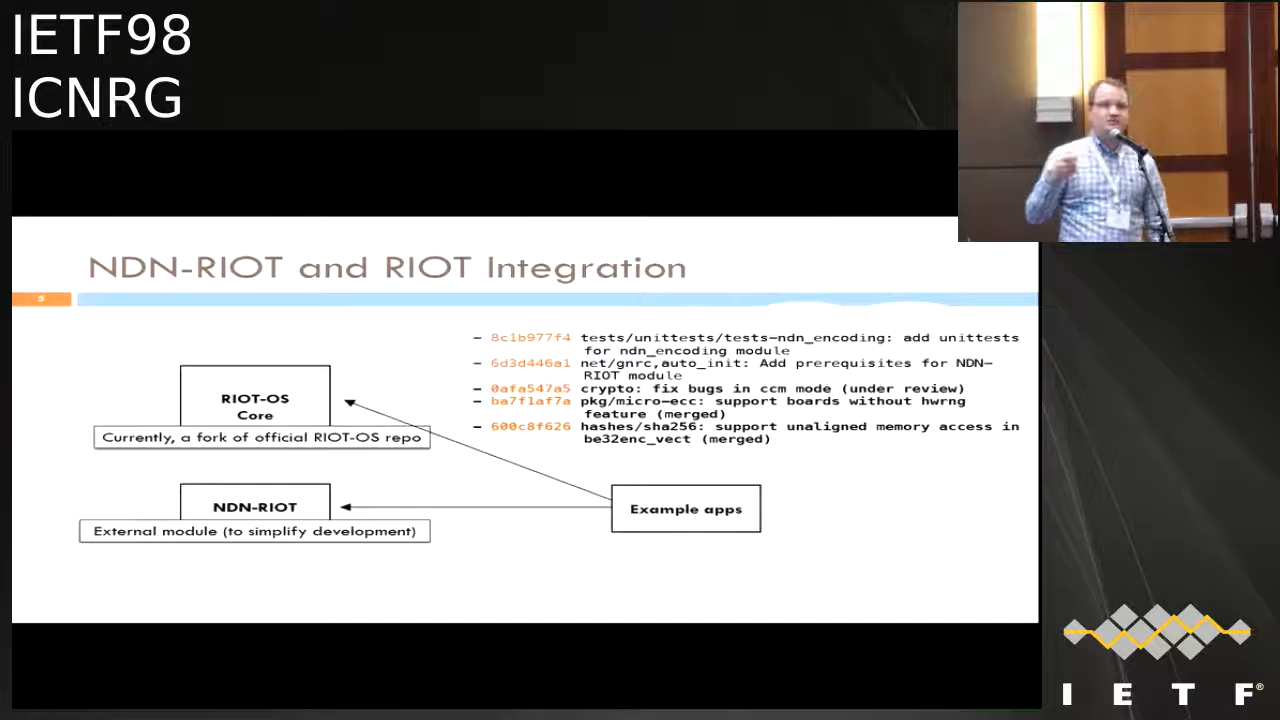 IETF98
ICNRG
NDN-RIOT and RIOT Integration
5
– 8c1b977f4 tests/unittests/tests-ndn_encoding: add unittests
for ndn_encoding module
– 6d3d446a1 net/gnrc,auto_init: Add prerequisites for NDN-
RIOT module
– 0afa547a5 crypto: fix bugs in ccm mode (under review)
– ba7f1af7a pkg/micro-ecc: support boards without hwrng
feature (merged)
– 600c8f626 hashes/sha256: support unaligned memory access in
be32enc_vect (merged)
RIOT-OS
Core
Currently, a fork of official RIOT-OS repo
NDN-RIOT
External module (to simplify development)
Example apps
I E T F®